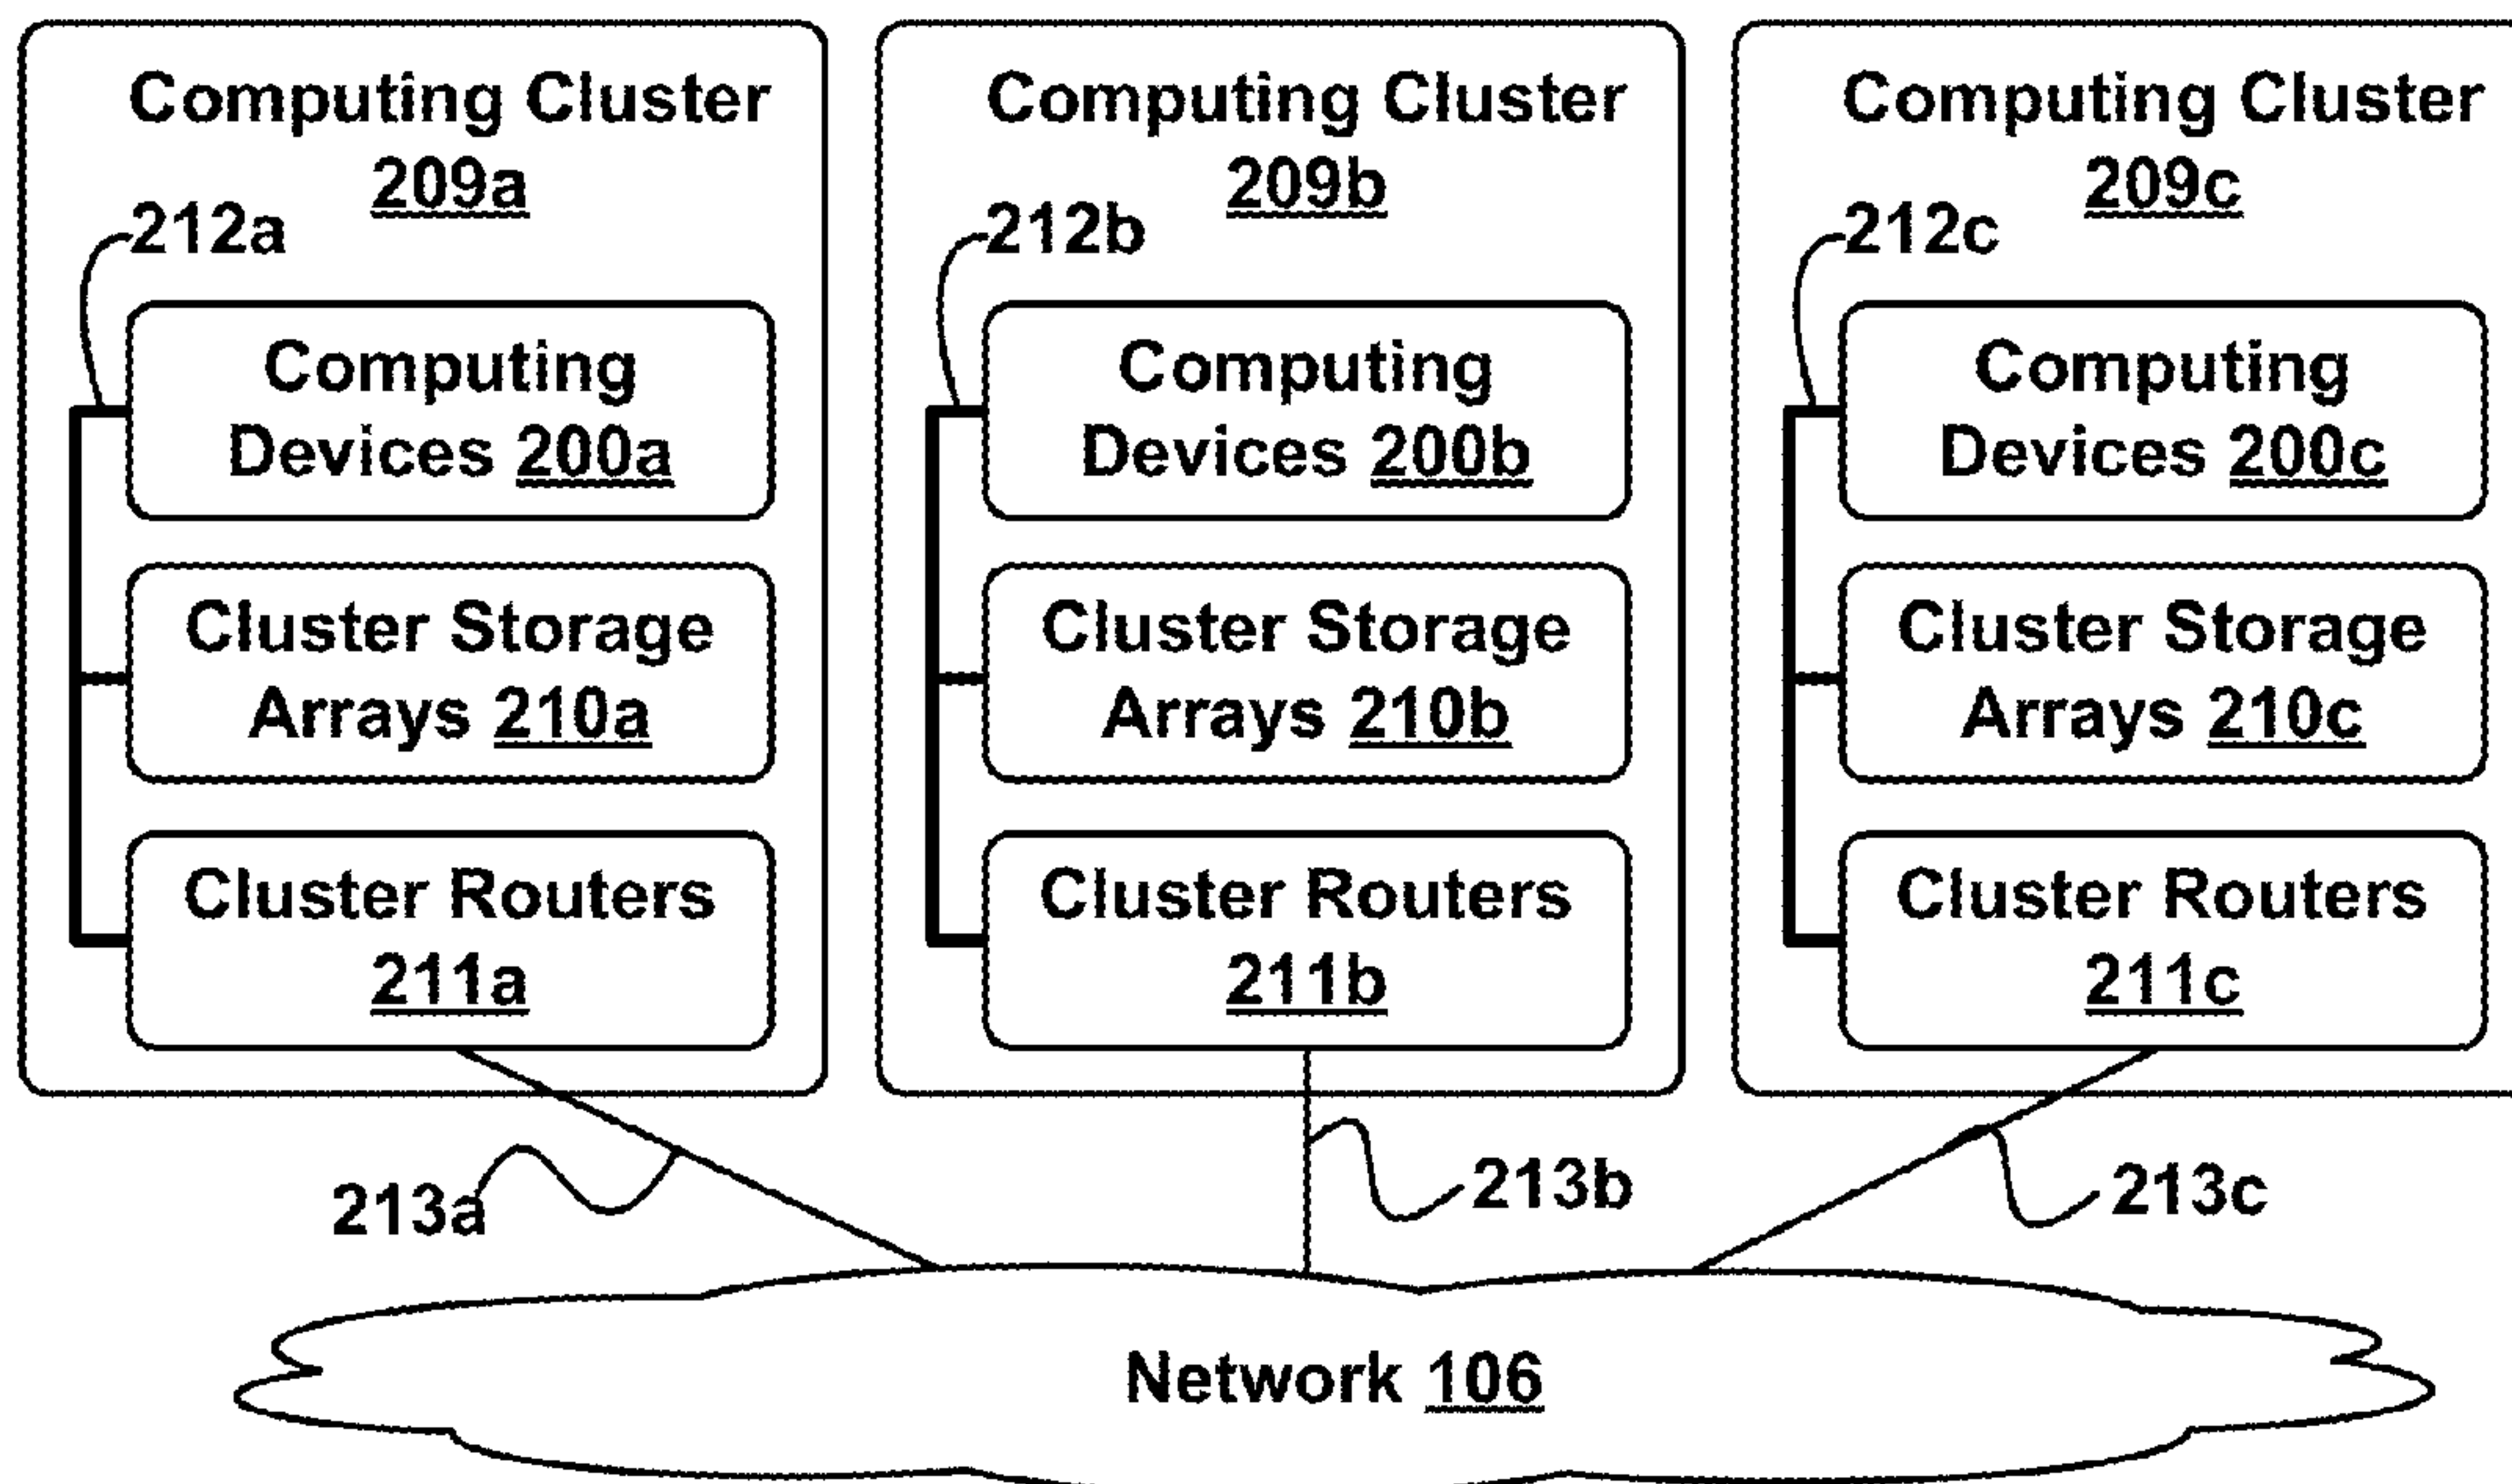 Computing Cluster
209a
212a
Computing
Devices 200a
Cluster Storage
Arrays 210a
Cluster Routers
211a
Computing Cluster
209b
212b
Computing
Devices 200b
Cluster Storage
Arrays 210b
Cluster Routers
211b
Computing Cluster
209c
212c
Computing
Devices 200c
Cluster Storage
Arrays 210c
Cluster Routers
211c
213a
213b
213c
Network 106